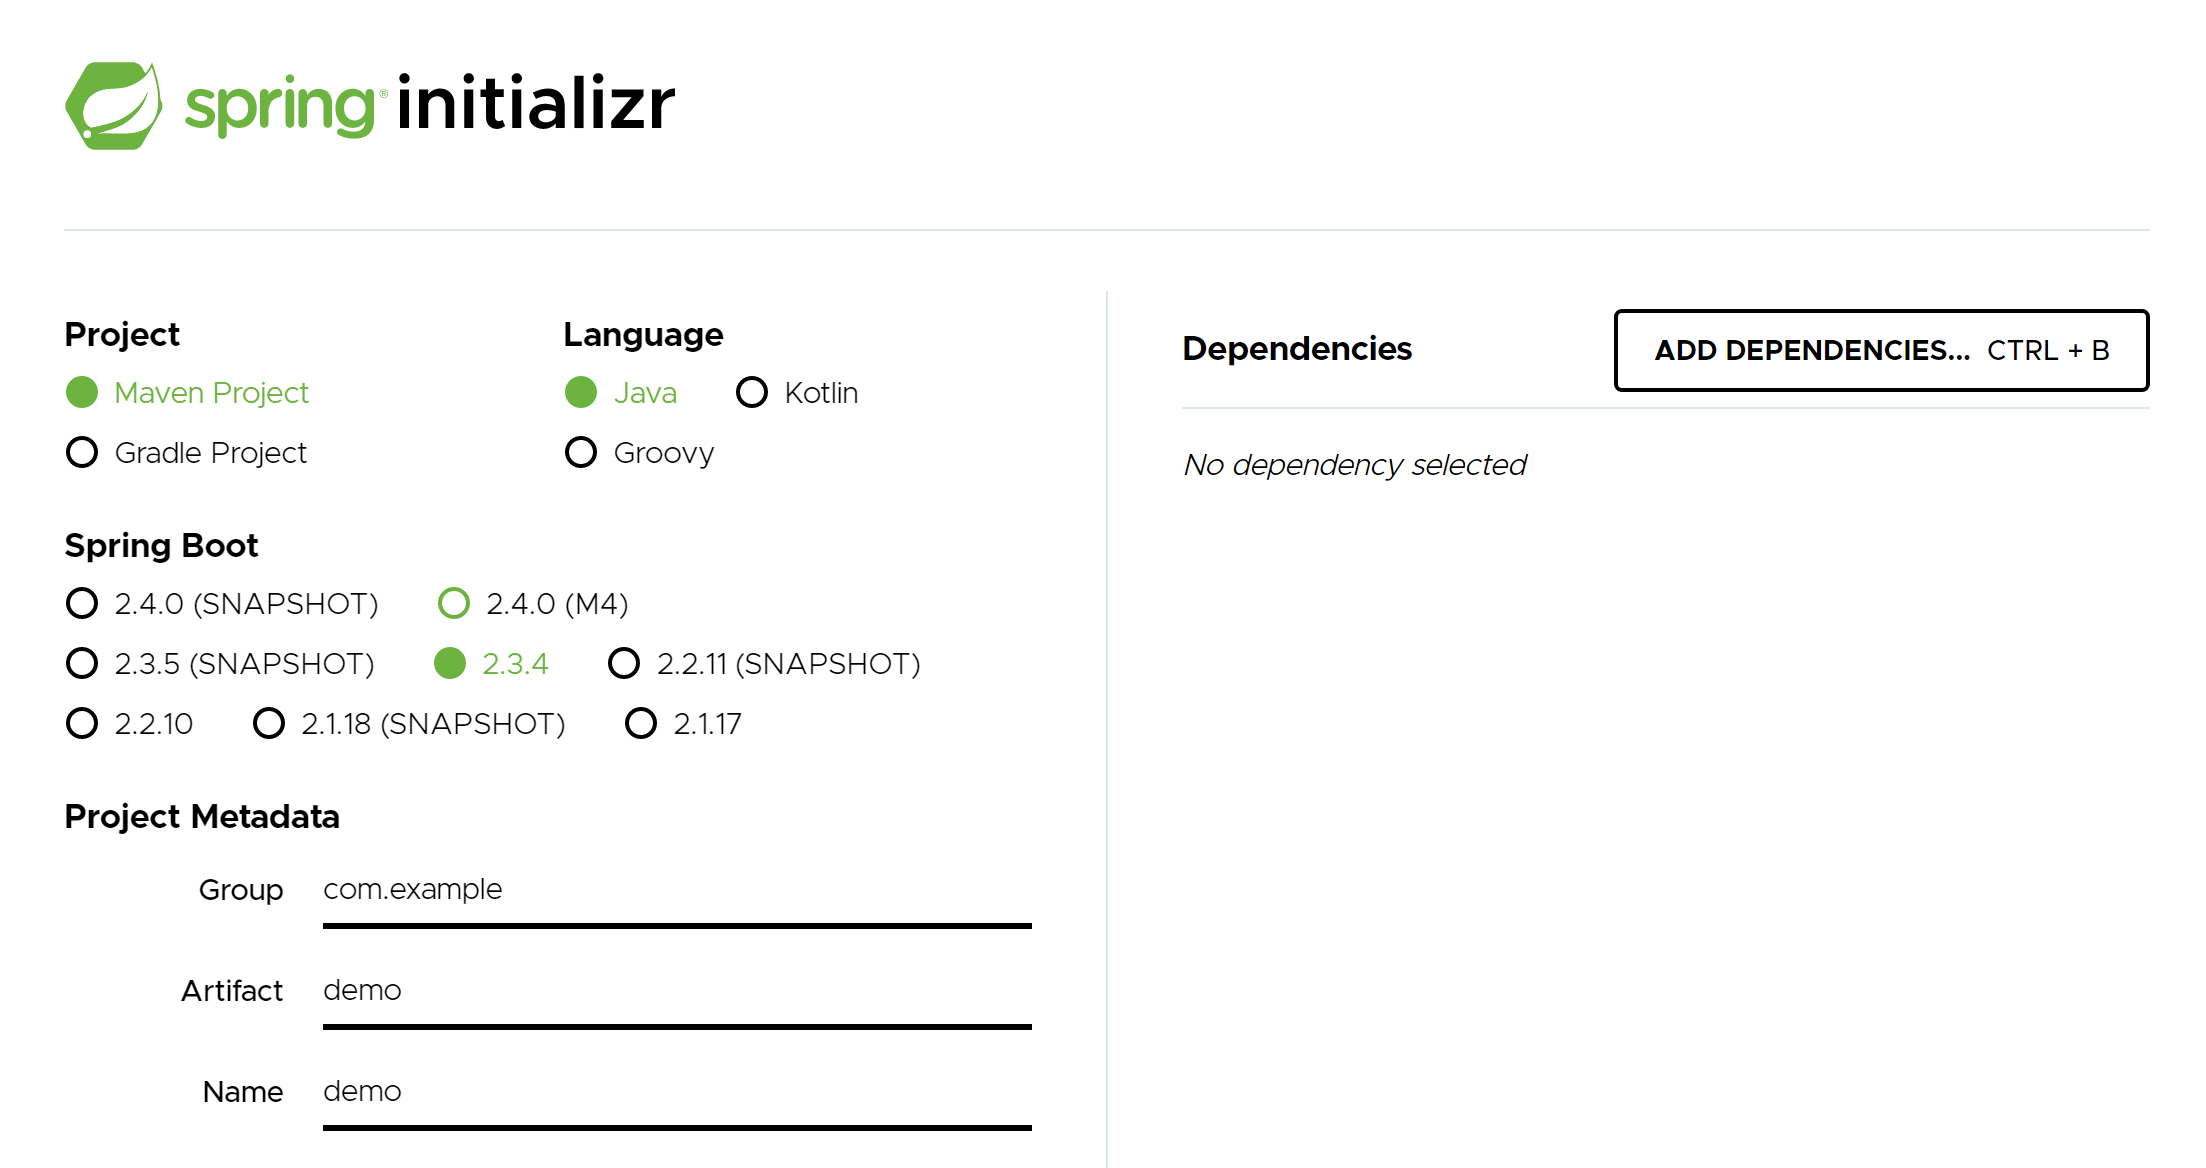 spring® initializr
Project
Maven Project
Gradle Project
Language
Java Kotlin
Groovy
Spring Boot
2.4.0 (SNAPSHOT) 2.4.0 (M4)
2.3.5 (SNAPSHOT) 2.3.4 2.2.11 (SNAPSHOT)
2.2.10 2.1.18 (SNAPSHOT) 2.1.17
Project Metadata
Group com.example
Artifact demo
Name demo
Dependencies ADD DEPENDENCIES... CTRL + B
No dependency selected